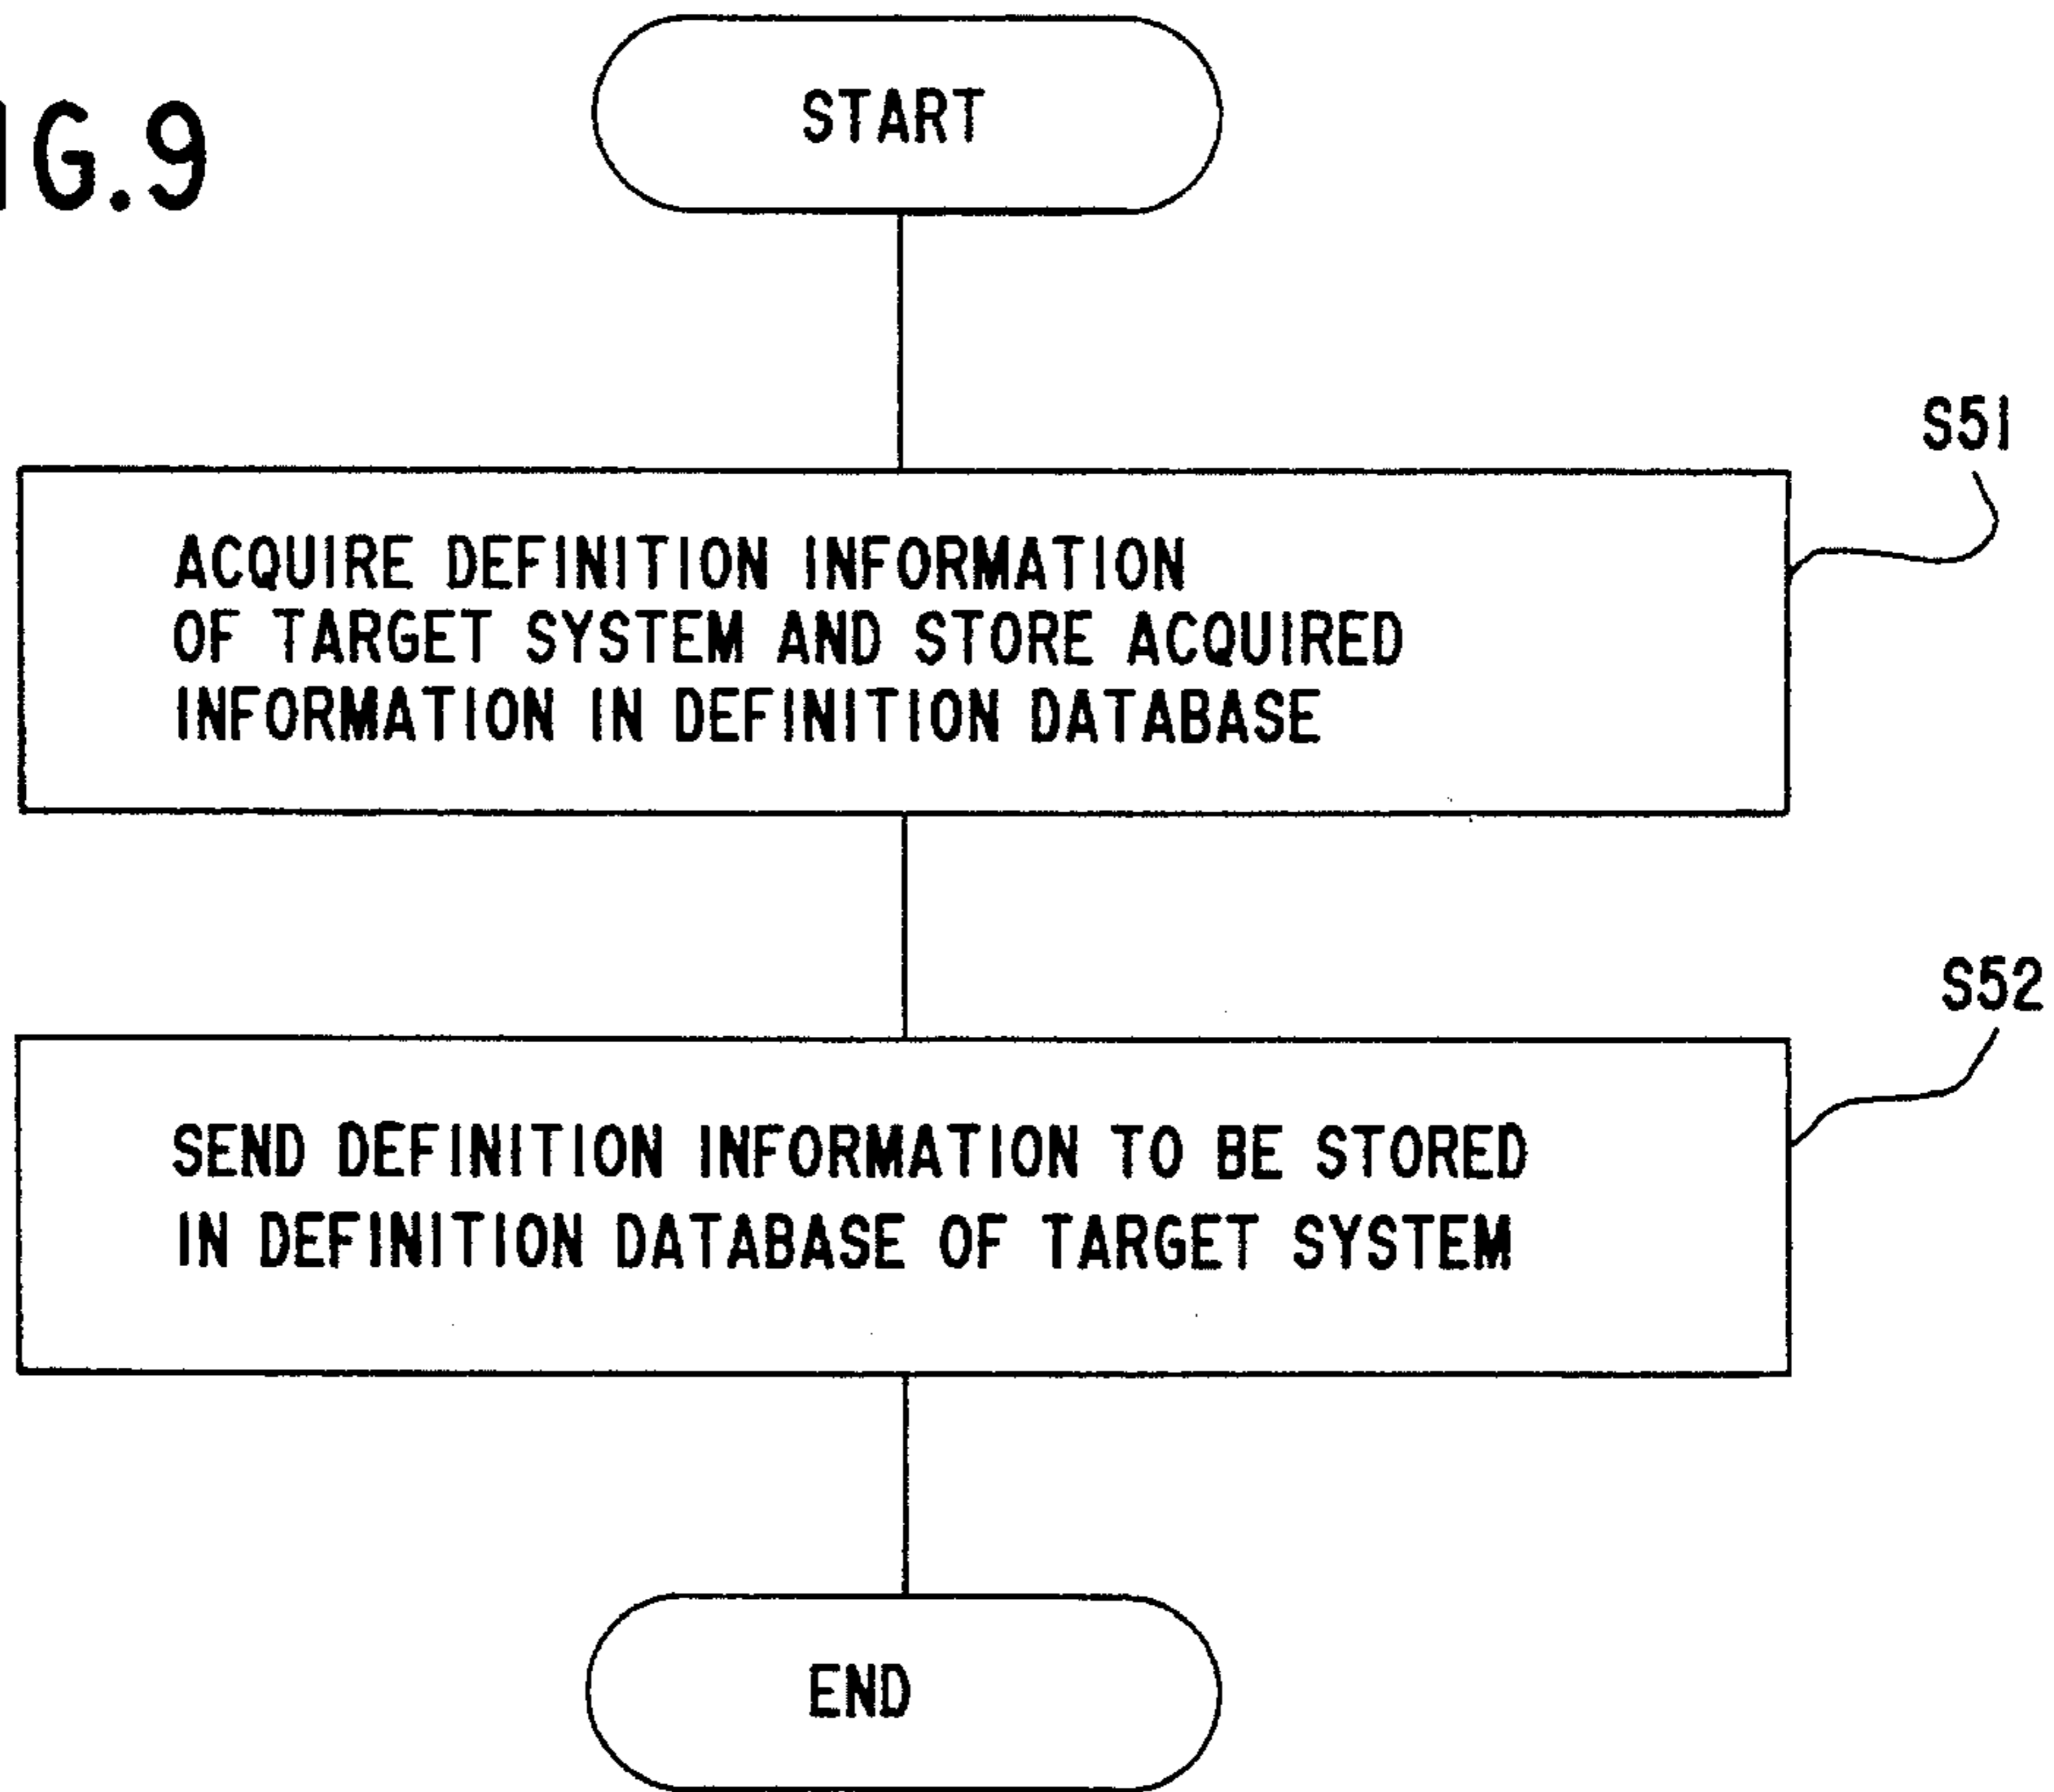 IG.9
START
S51
ACQUIRE DEFINITION INFORMATION
OF TARGET SYSTEM AND STORE ACQUIRED
INFORMATION IN DEFINITION DATABASE
S52
SEND DEFINITION INFORMATION TO BE STORED
IN DEFINITION DATABASE OF TARGET SYSTEM
END